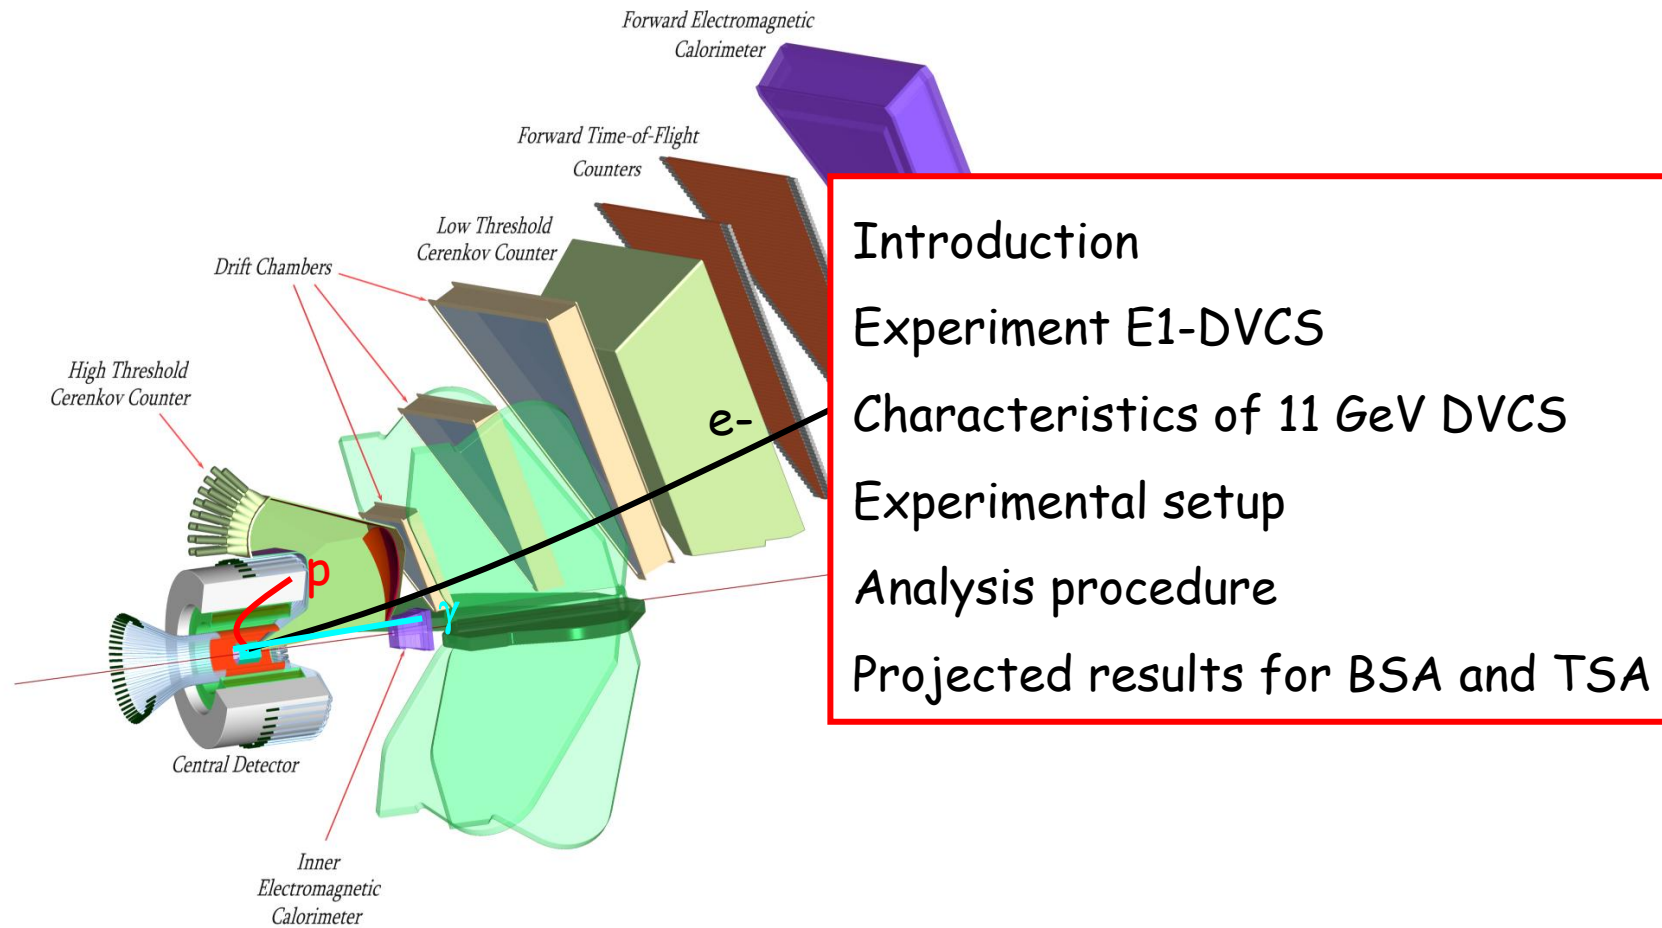 Forward Electromagnetic
Calorimeter
Forward Time-of-Flight
Counters
Low Threshold
Cerenkov Counter
Drift Chambers
High Threshold
Cerenkov Counter
e-
p
γ
Central Detector
Inner
Electromagnetic
Calorimeter
Introduction
Experiment E1-DVCS
Characteristics of 11 GeV DVCS
Experimental setup
Analysis procedure
Projected results for BSA and TSA